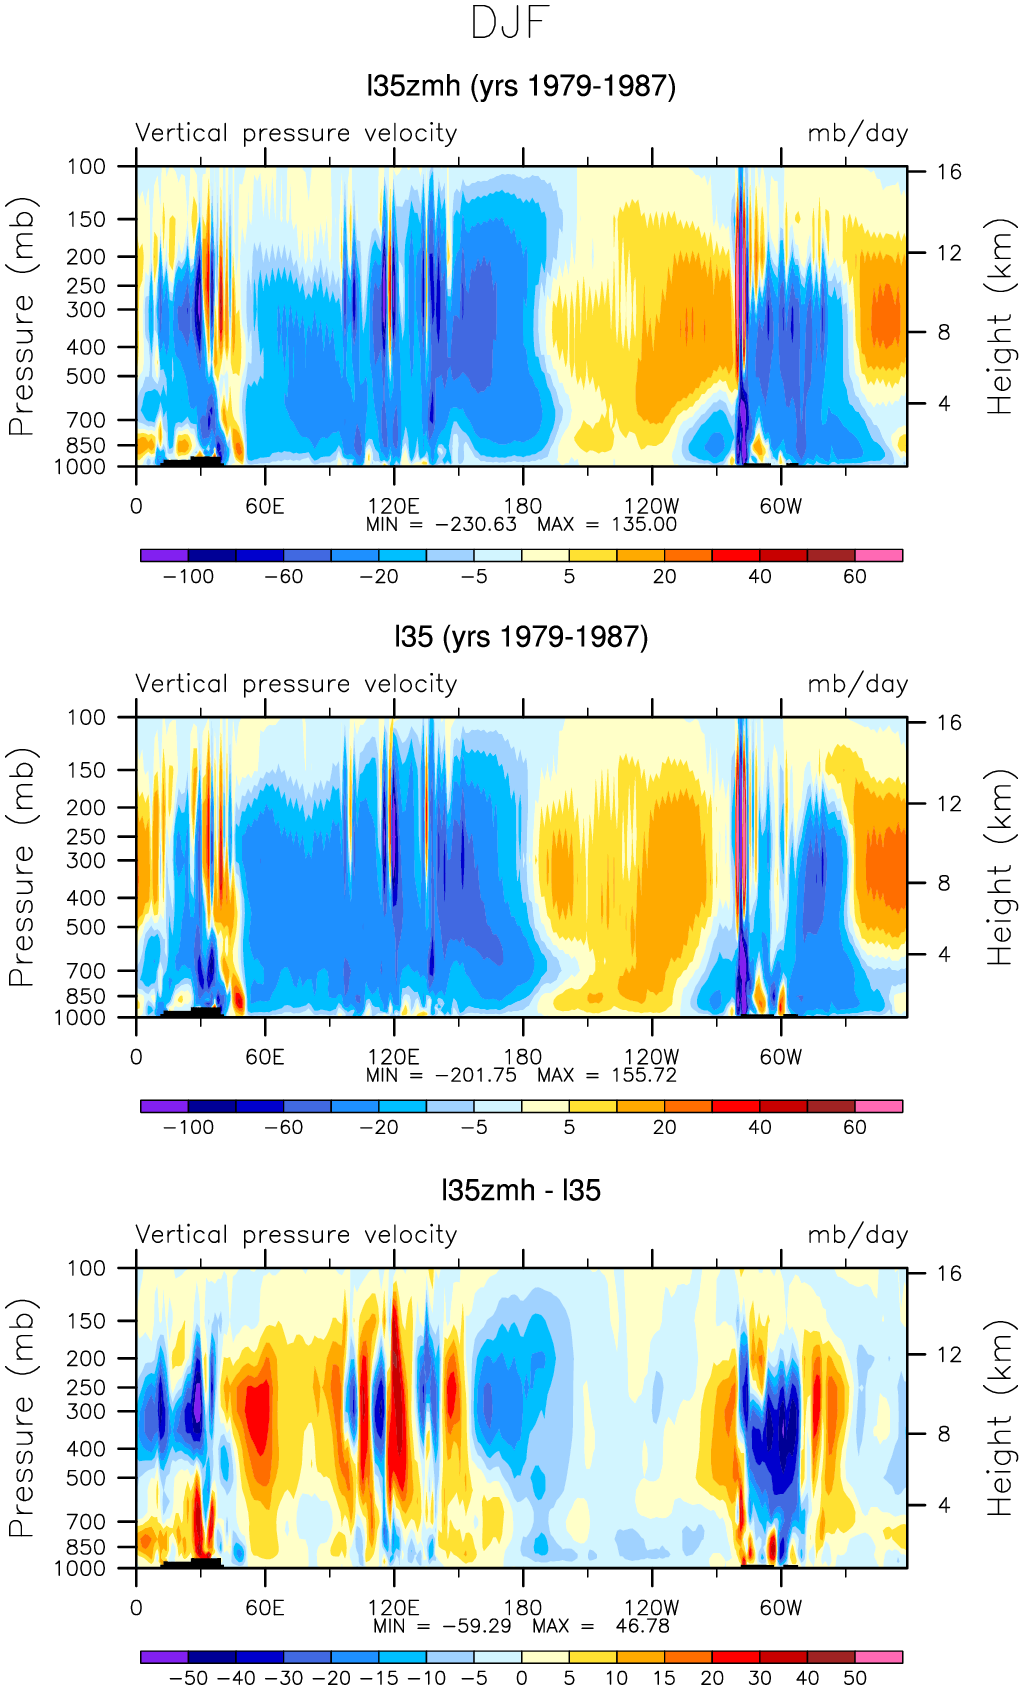 DJF
l35zmh (yrs 1979-1987)
Vertical pressure velocity mb/day
Pressure (mb)
100
150
200
250
300
400
500
700
850
1000
16
12
8
4
Height (km)
0 60E 120E 180 120W 60W
MIN = -230.63 MAX = 135.00
-100 -60 -20 -5 5 20 40 60
l35 (yrs 1979-1987)
Vertical pressure velocity mb/day
Pressure (mb)
100
150
200
250
300
400
500
700
850
1000
16
12
8
4
Height (km)
0 60E 120E 180 120W 60W
MIN = -201.75 MAX = 155.72
-100 -60 -20 -5 5 20 40 60
l35zmh - l35
Vertical pressure velocity mb/day
Pressure (mb)
100
150
200
250
300
400
500
700
850
1000
16
12
8
4
Height (km)
0 60E 120E 180 120W 60W
MIN = -59.29 MAX = 46.78
-50 -40 -30 -20 -15 -10 -5 0 5 10 15 20 30 40 50